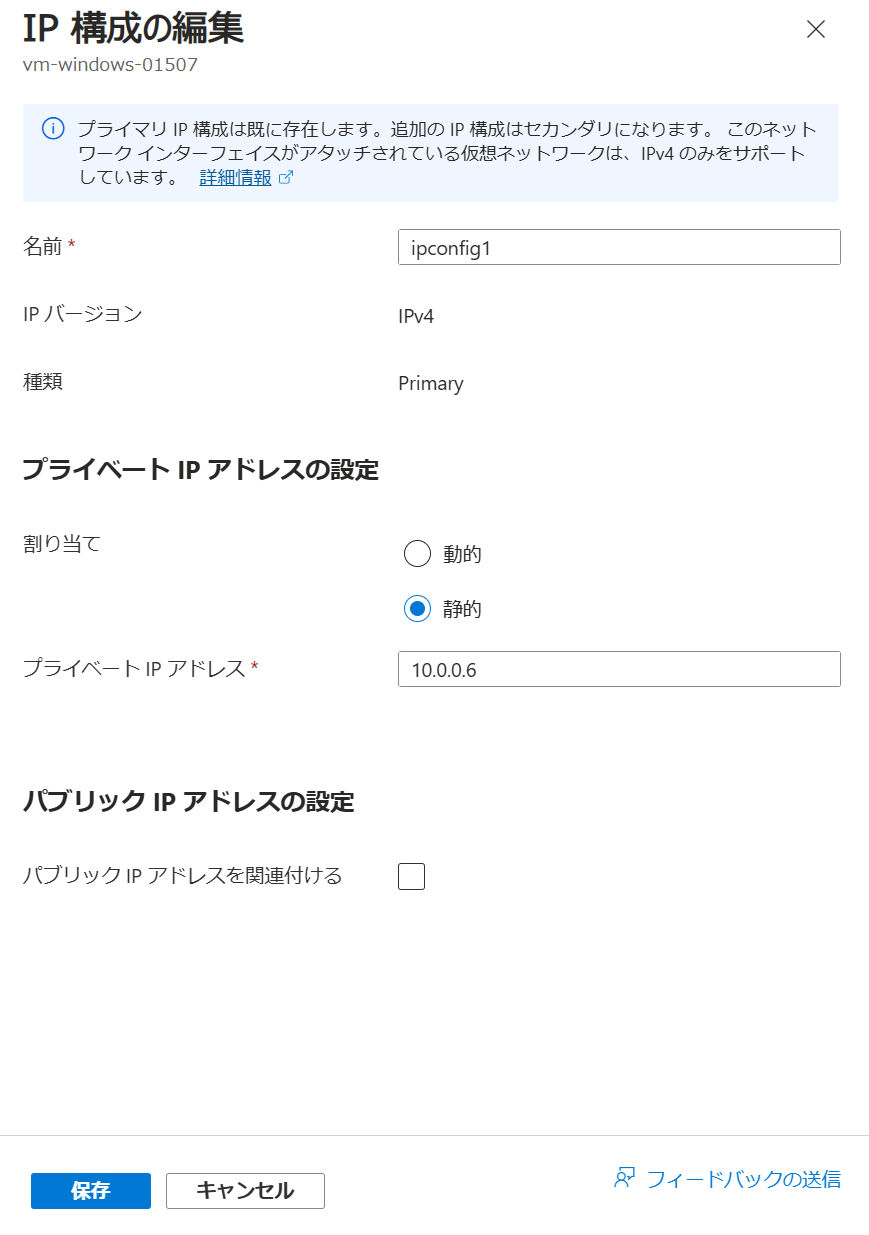 IP 構成の編集
vm-windows-01507
プライマリ IP 構成は既に存在します。追加の IP 構成はセカンダリになります。 このネット
ワーク インターフェイスがアタッチされている仮想ネットワークは、IPv4 のみをサポート
しています。 詳細情報
名前 *
ipconfig1
IP バージョン
IPv4
種類
Primary
プライベート IP アドレスの設定
割り当て
動的
静的
プライベート IP アドレス *
10.0.0.6
パブリック IP アドレスの設定
パブリック IP アドレスを関連付ける
保存
キャンセル
フィードバックの送信